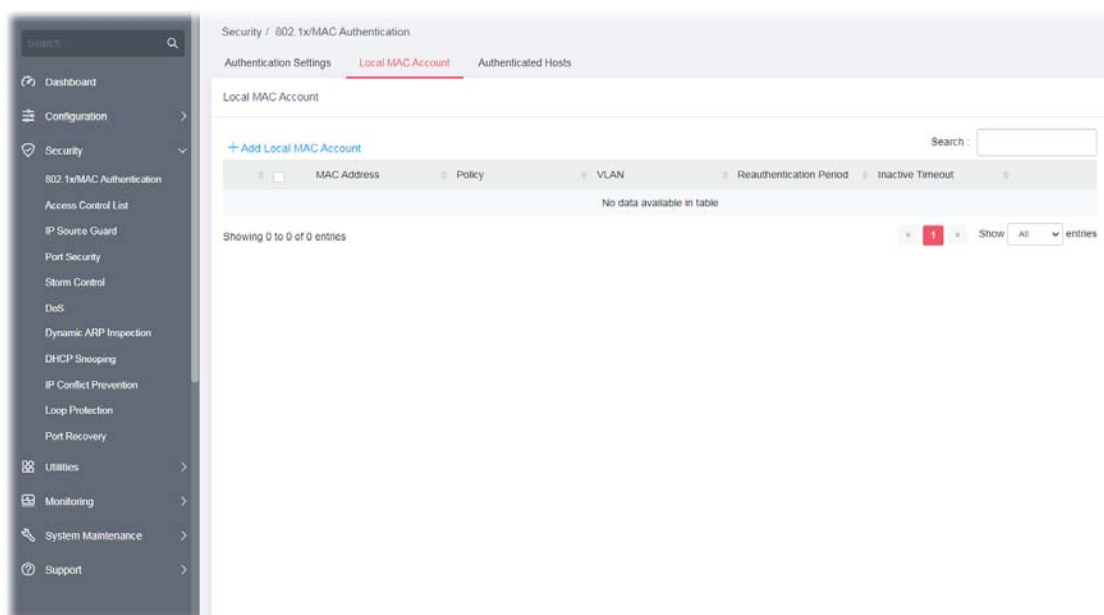 Search
Dashboard
Configuration
Security
802.1x/MAC Authentication
Access Control List
IP Source Guard
Port Security
Storm Control
DoS
Dynamic ARP Inspection
DHCP Snooping
IP Conflict Prevention
Loop Protection
Port Recovery
Utilities
Monitoring
System Maintenance
Support
Security / 802.1x/MAC Authentication
Authentication Settings Local MAC Account Authenticated Hosts
Local MAC Account
+ Add Local MAC Account Search :
MAC Address Policy VLAN Reauthentication Period Inactive Timeout
No data available in table
Showing 0 to 0 of 0 entries « 1 » Show All entries